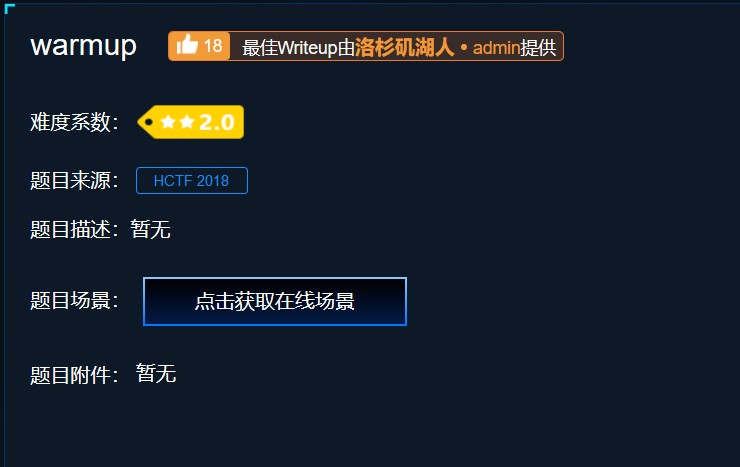 warmup 18 最佳Writeup由洛杉矶湖人 • admin提供
难度系数： 2.0
题目来源： HCTF 2018
题目描述：暂无
题目场景： 点击获取在线场景
题目附件： 暂无